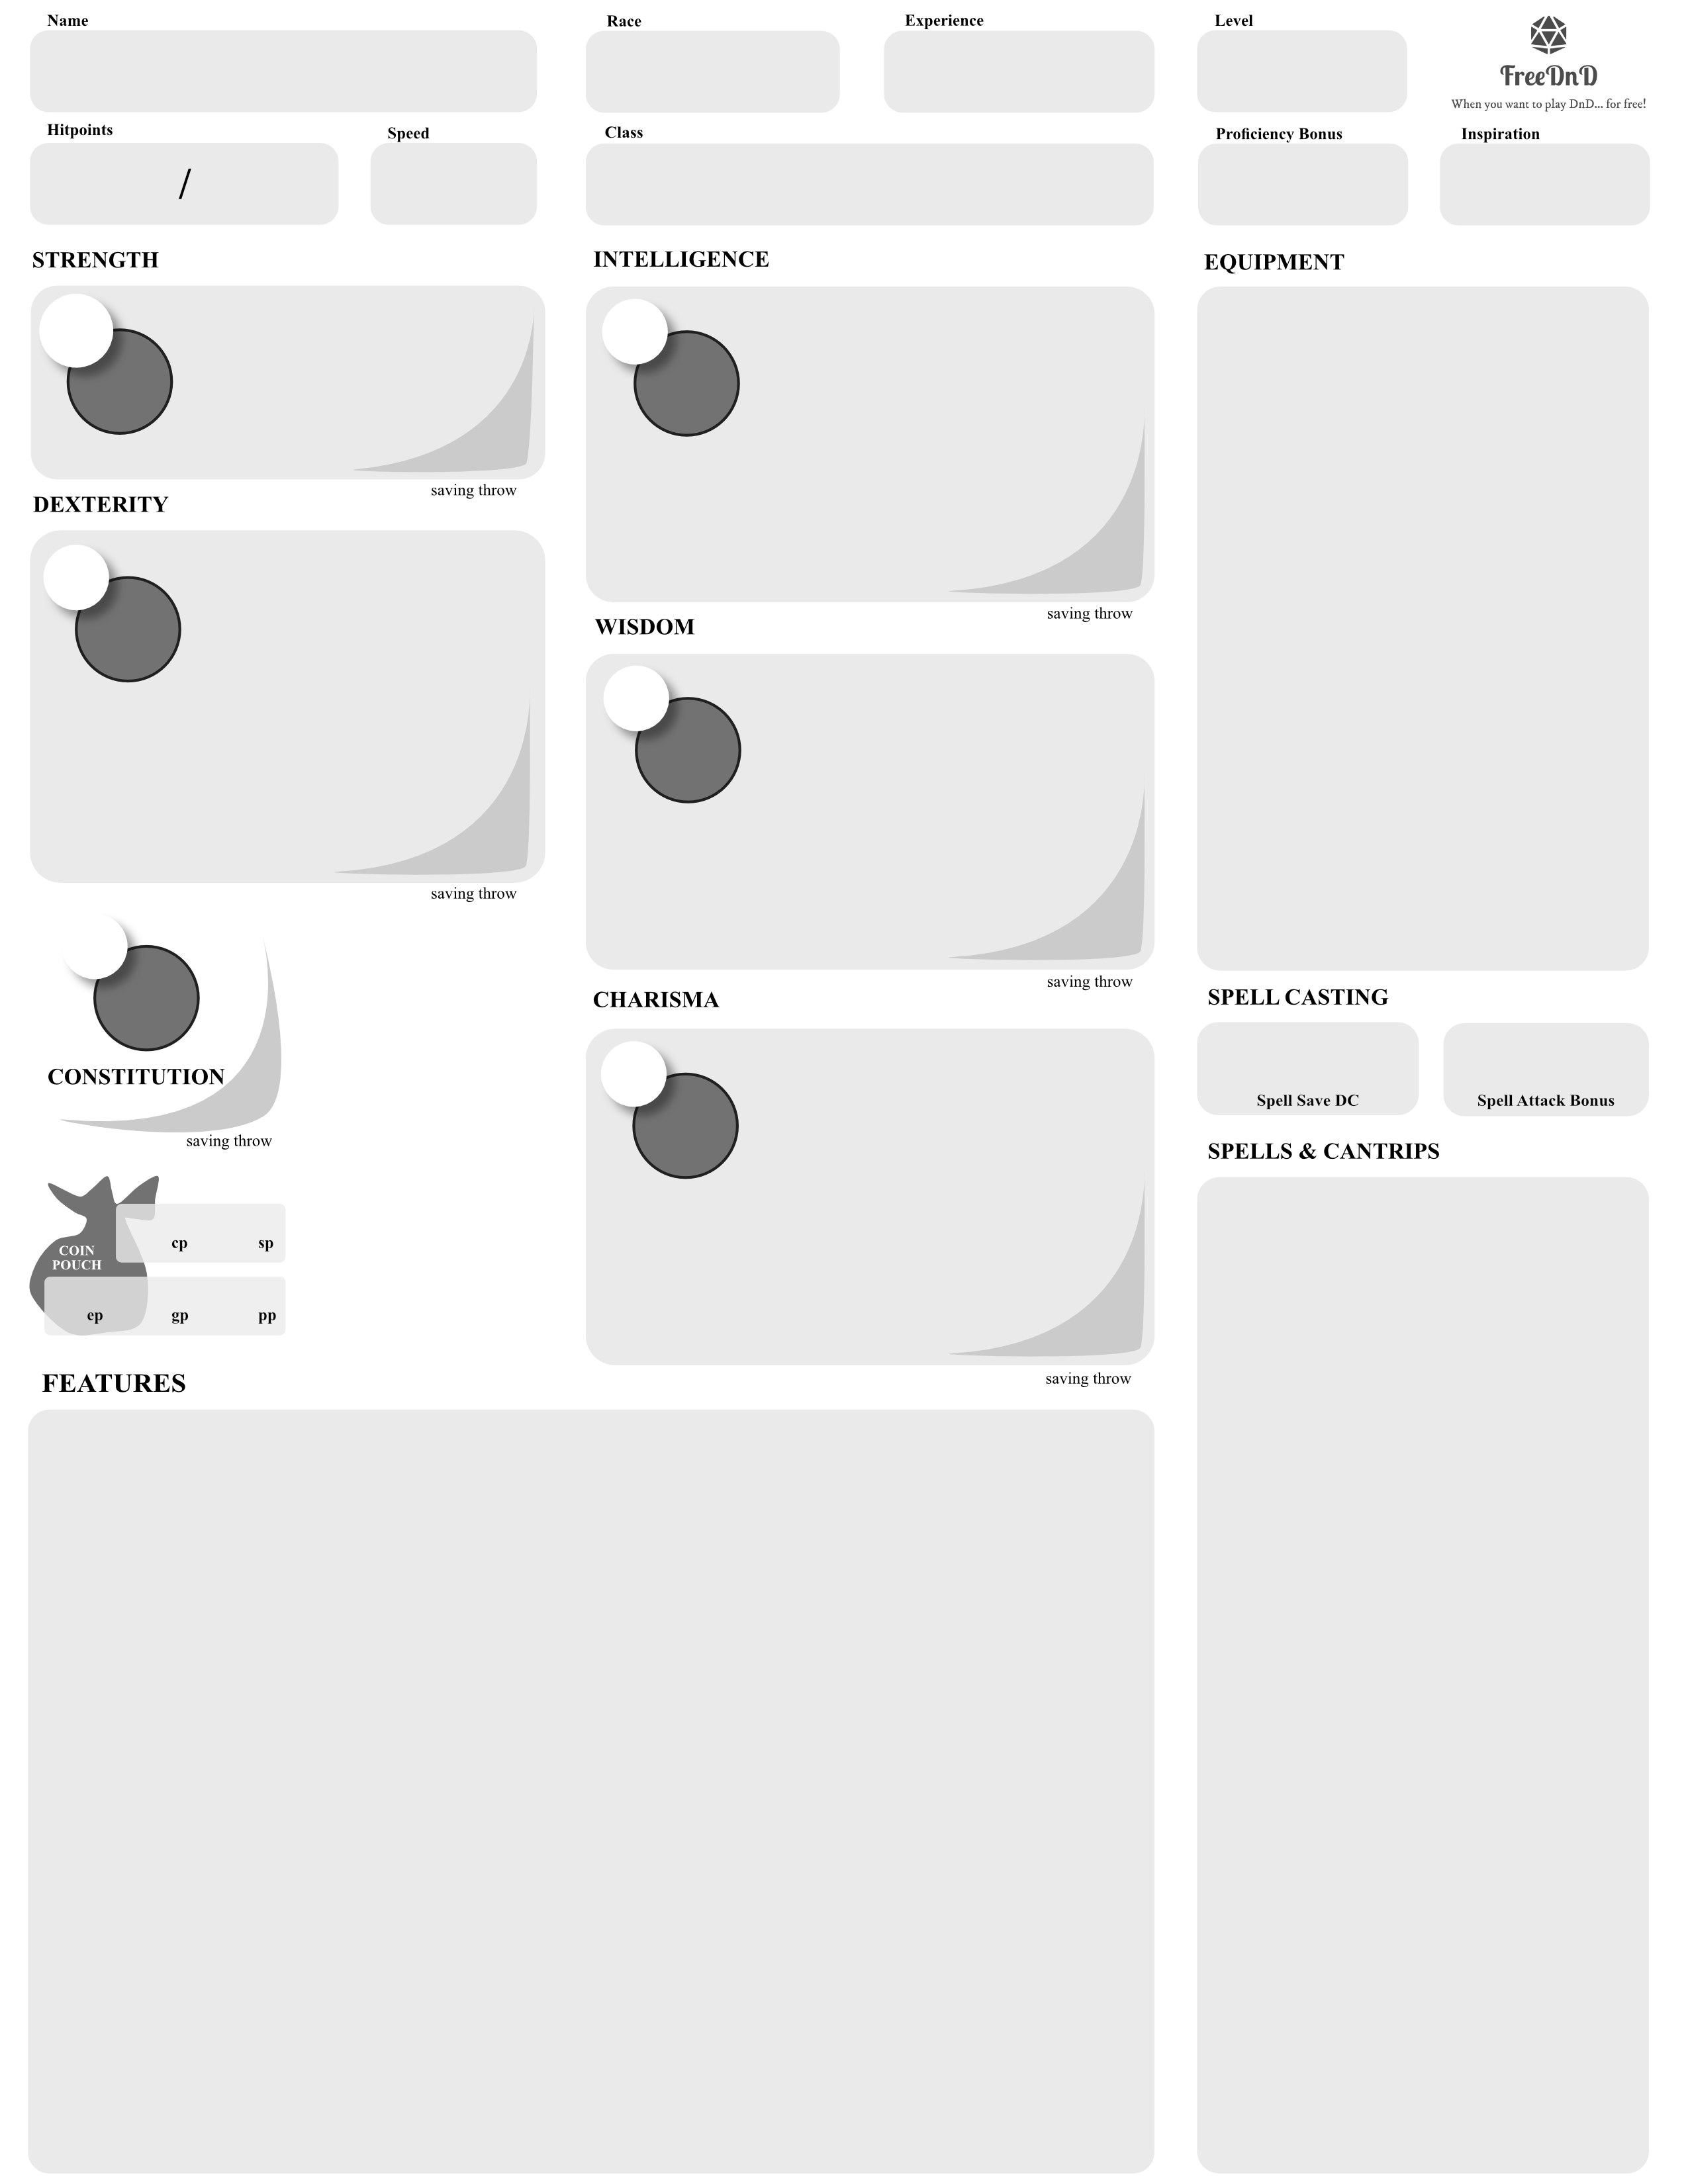 Name
Race
Experience
Level
FreeDnD
When you want to play DnD... for free!
Hitpoints
Speed
Class
Proficiency Bonus
Inspiration
/
STRENGTH
saving throw
DEXTERITY
saving throw
CONSTITUTION
saving throw
COIN
POUCH
cp sp
ep gp pp
INTELLIGENCE
saving throw
WISDOM
saving throw
CHARISMA
saving throw
FEATURES
EQUIPMENT
SPELL CASTING
Spell Save DC
Spell Attack Bonus
SPELLS & CANTRIPS